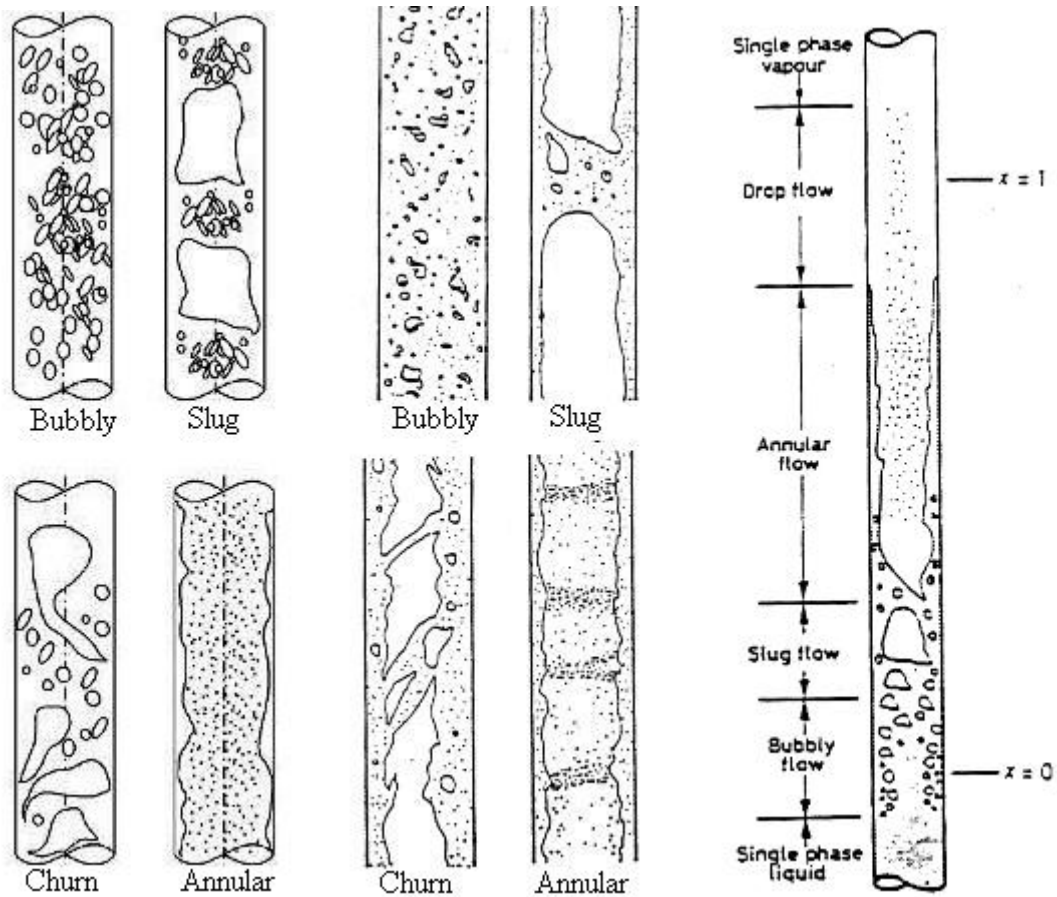 Bubbly
Slug
Bubbly
Slug
Churn
Annular
Churn
Annular
Single phase
vapour
Drop flow
x = 1
Annular
flow
Slug flow
Bubbly
flow
x = 0
Single phase
liquid